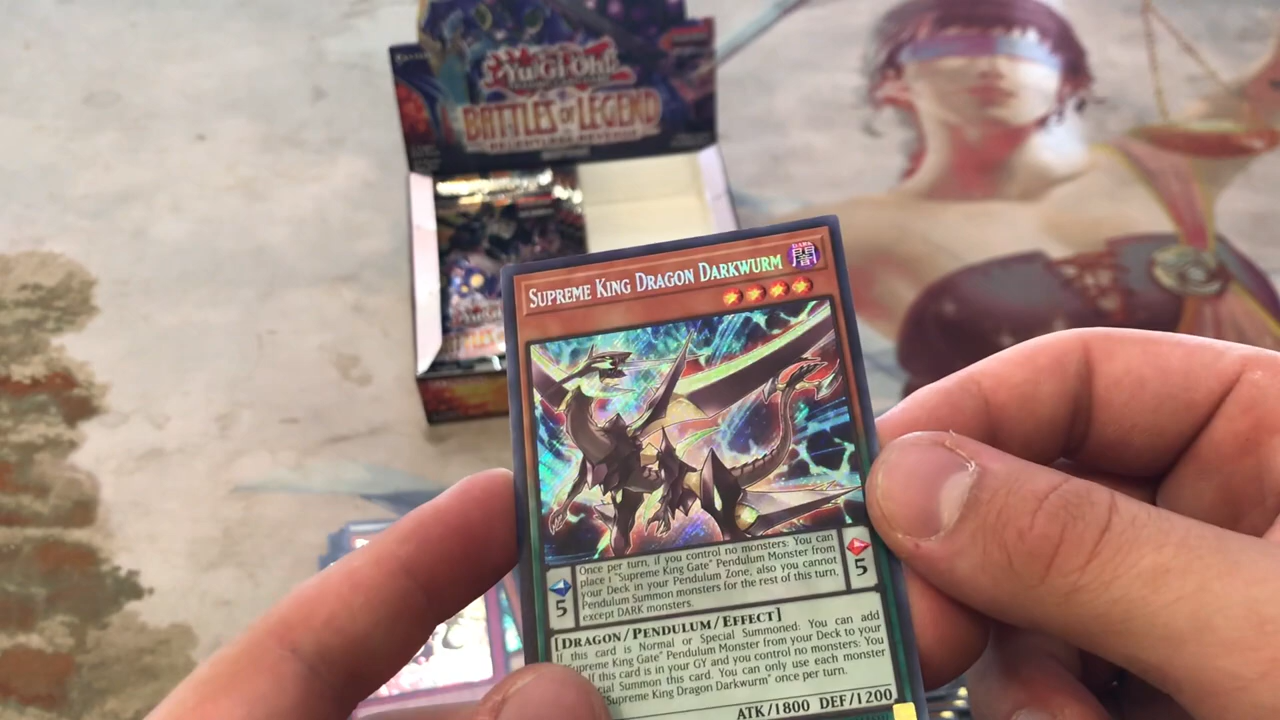 Yu-Gi-Oh!
BATTLES OF LEGEND
RELENTLESS REVENGE
SUPREME KING DRAGON DARKWURM
DARK
闇
Once per turn, if you control no monsters: You can
place 1 "Supreme King Gate" Pendulum Monster from
your Deck in your Pendulum Zone, also you cannot
Pendulum Summon monsters for the rest of this turn,
except DARK monsters.
5
5
[DRAGON/PENDULUM/EFFECT]
If this card is Normal or Special Summoned: You can add
"Supreme King Gate" Pendulum Monster from your Deck to your
If this card is in your GY and you control no monsters: You
Summon this card. You can only use each monster
"Supreme King Dragon Darkwurm" once per turn.
ATK/1800 DEF/1200